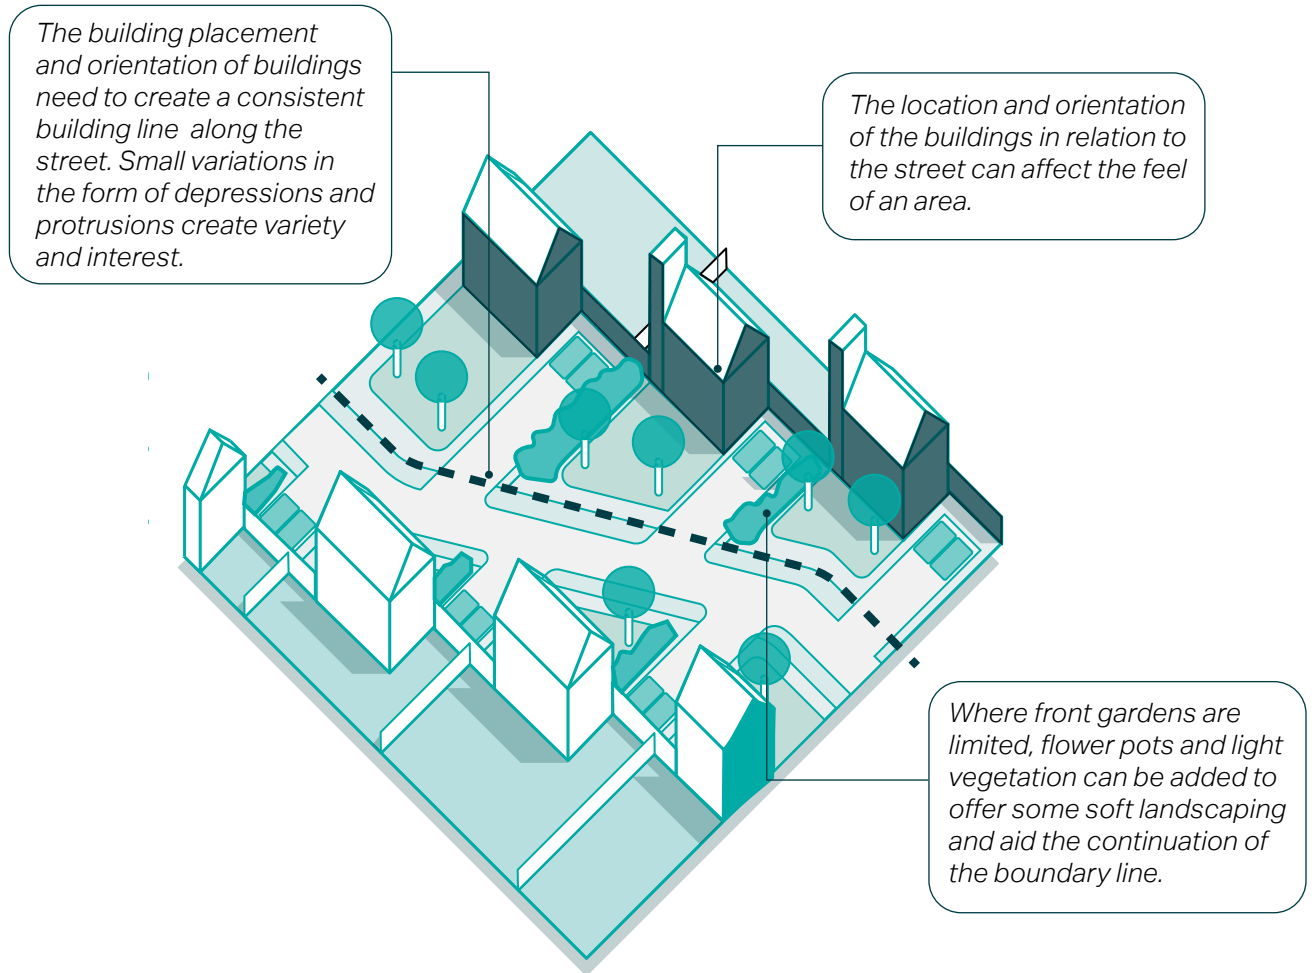 The building placement
and orientation of buildings
need to create a consistent
building line  along the
street. Small variations in
the form of depressions and
protrusions create variety
and interest.
The location and orientation
of the buildings in relation to
the street can affect the feel
of an area.
Where front gardens are
limited, flower pots and light
vegetation can be added to
offer some soft landscaping
and aid the continuation of
the boundary line.